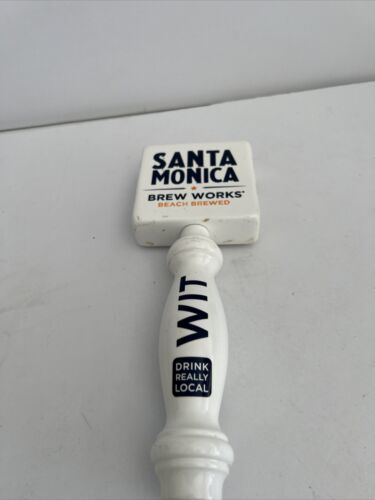 SANTA
MONICA
BREW WORKS
BEACH BREWED
WIT
DRINK
REALLY
LOCAL